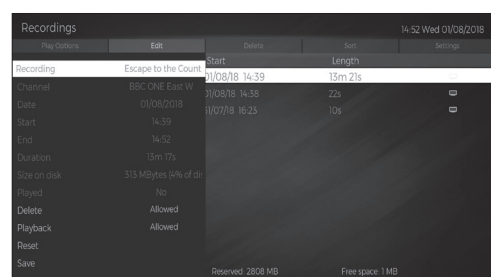 Recordings 14:52 Wed 01/08/2018
Play Options Edit Delete Sort Settings
Start Length
Recording Escape to the Count 01/08/18 14:39 13m 21s
Channel BBC ONE East W 01/08/18 14:38 22s
Date 01/08/2018 31/07/18 16:23 10s
Start 14:39
End 14:52
Duration 13m 17s
Size on disk 313 MBytes (4% of dis
Played No
Delete Allowed
Playback Allowed
Reset
Save
Reserved: 2808 MB Free space: 1 MB